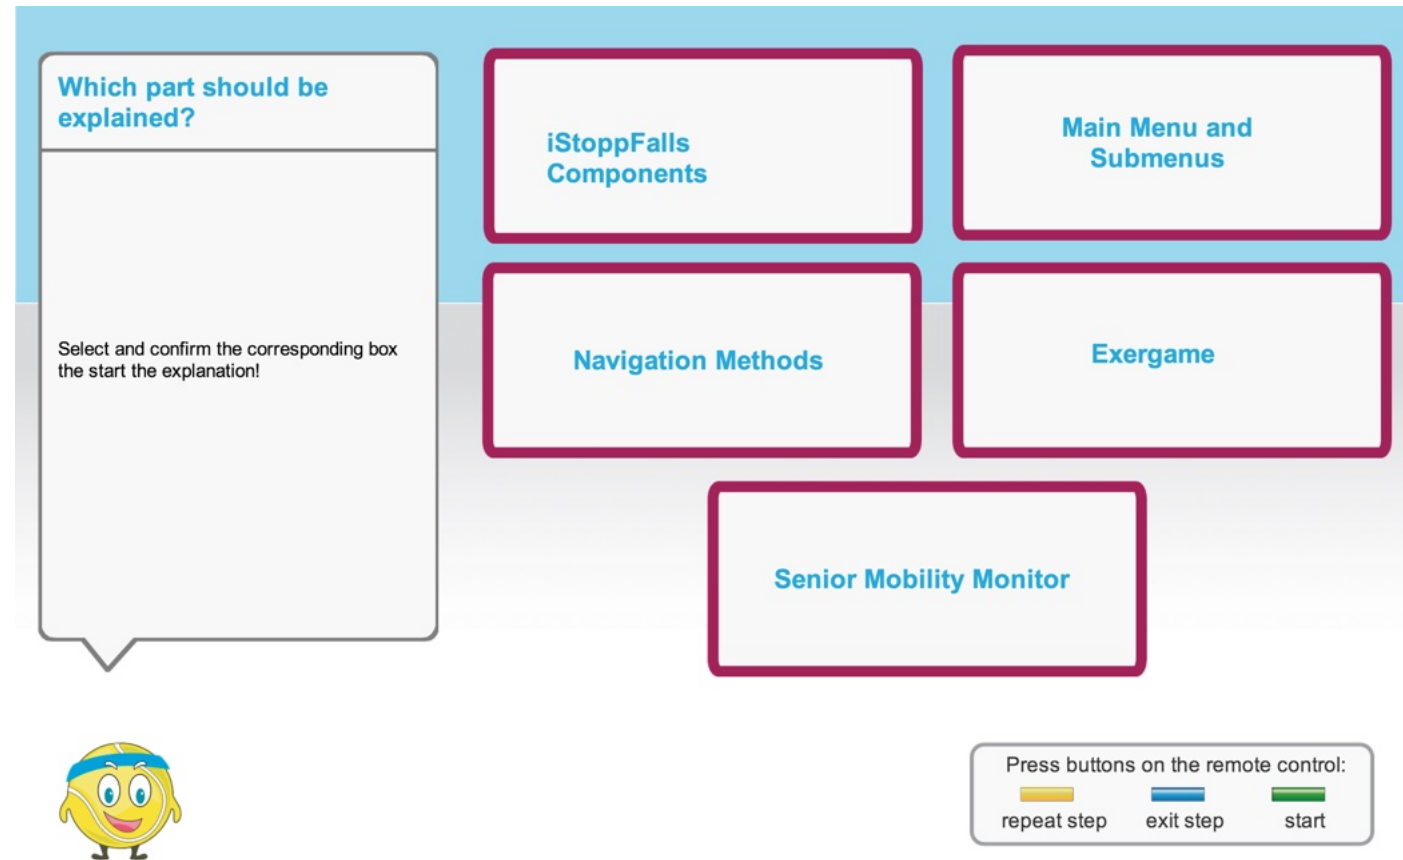 Which part should be
explained?
Select and confirm the corresponding box
the start the explanation!
iStoppFalls
Components
Main Menu and
Submenus
Navigation Methods
Exergame
Senior Mobility Monitor
Press buttons on the remote control:
repeat step exit step start